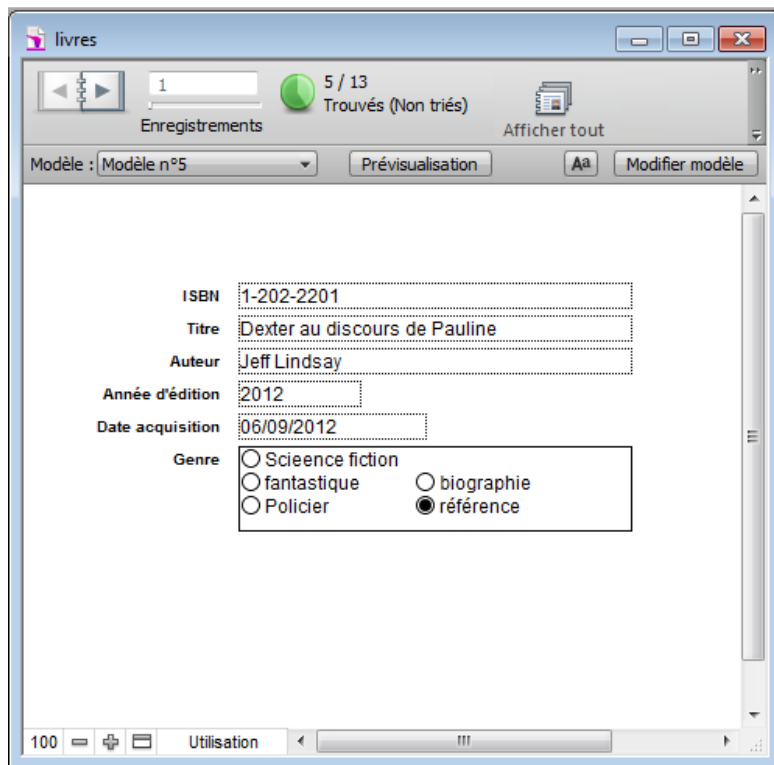 livres
1
5 / 13
Trouvés (Non triés)
Enregistrements
Afficher tout
Modèle : Modèle n°5
Prévisualisation
Aa
Modifier modèle
ISBN 1-202-2201
Titre Dexter au discours de Pauline
Auteur Jeff Lindsay
Année d'édition 2012
Date acquisition 06/09/2012
Genre Scieence fiction
fantastique biographie
Policier référence
100 Utilisation